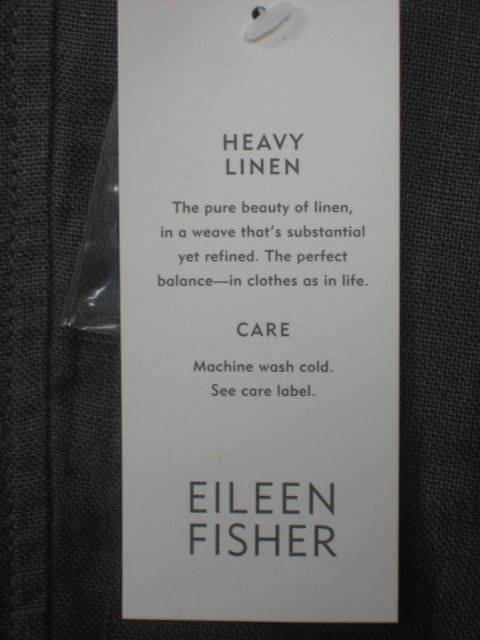 HEAVY
LINEN
The pure beauty of linen,
in a weave that's substantial
yet refined. The perfect
balance—in clothes as in life.
CARE
Machine wash cold.
See care label.
EILEEN
FISHER